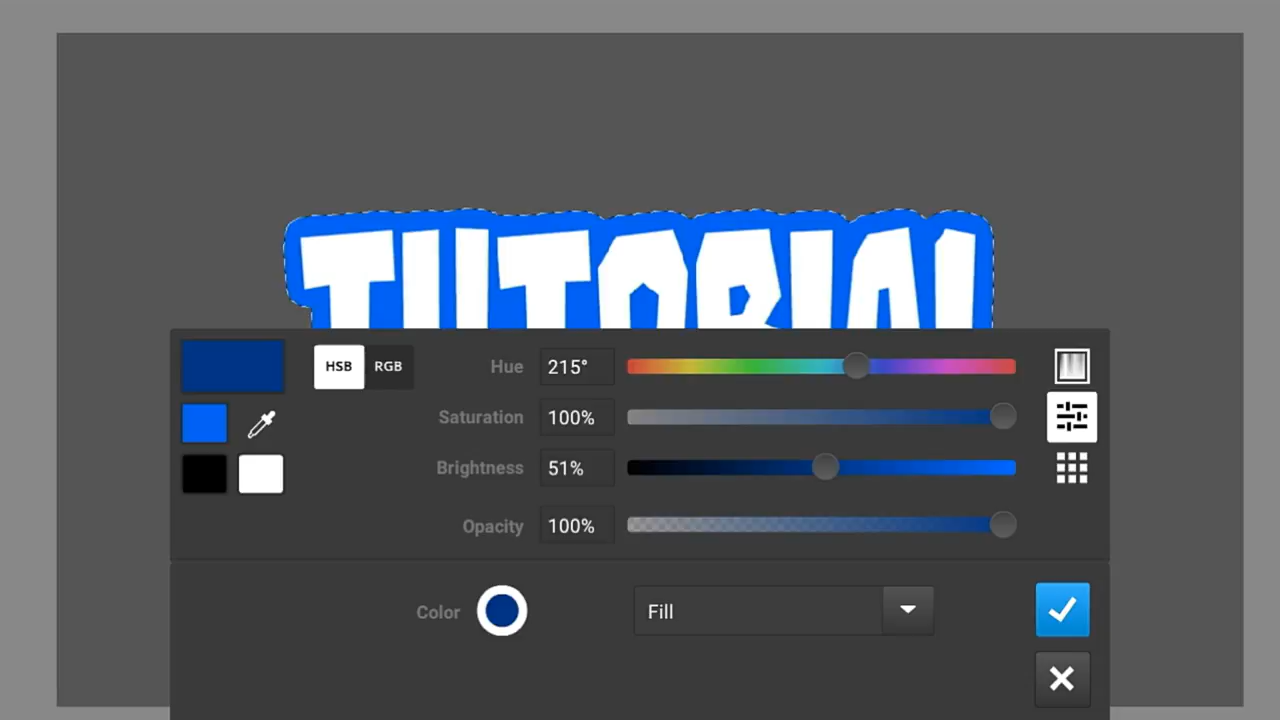 TUTORIAL
HSB RGB Hue 215°
Saturation 100%
Brightness 51%
Opacity 100%
Color Fill